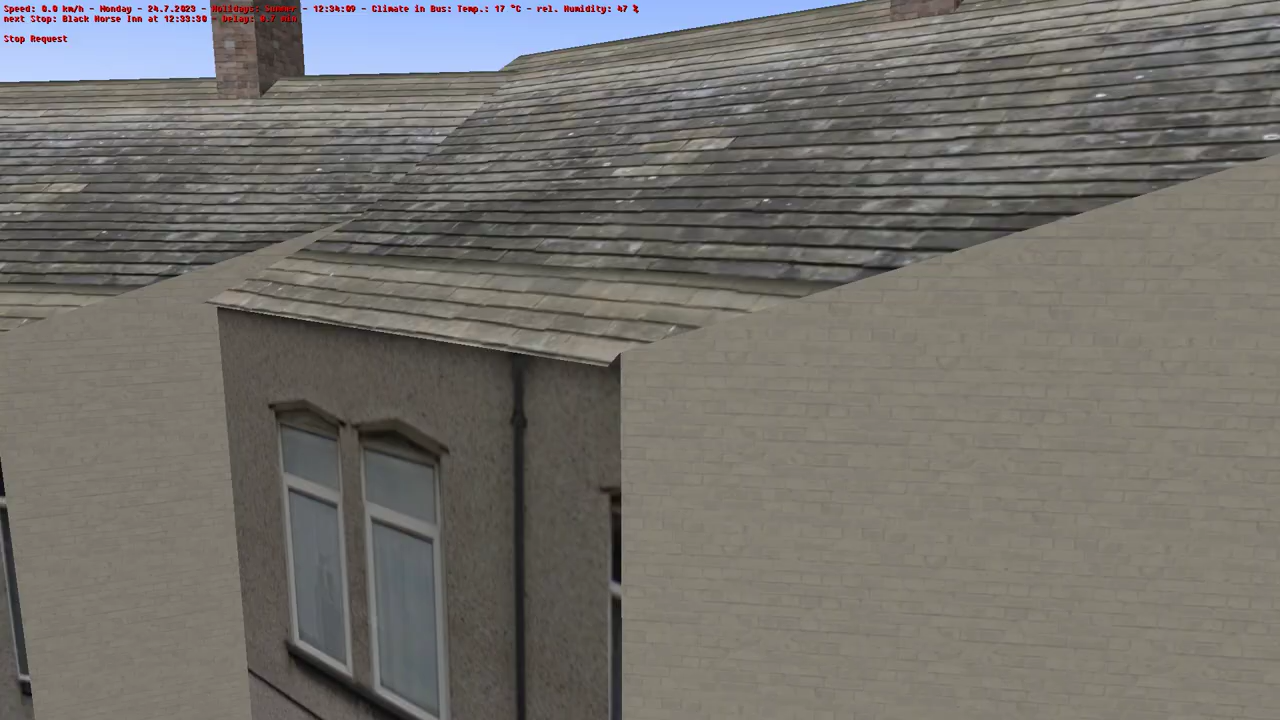 Speed: 0.0 km/h - Monday - 24.7.2023 - Holidays: Summer - 12:34:09 - Climate in Bus: Temp.: 17 °C - rel. Humidity: 47 %
next Stop: Black Horse Inn at 12:33:30 - Delay: 0.7 min
Stop Request